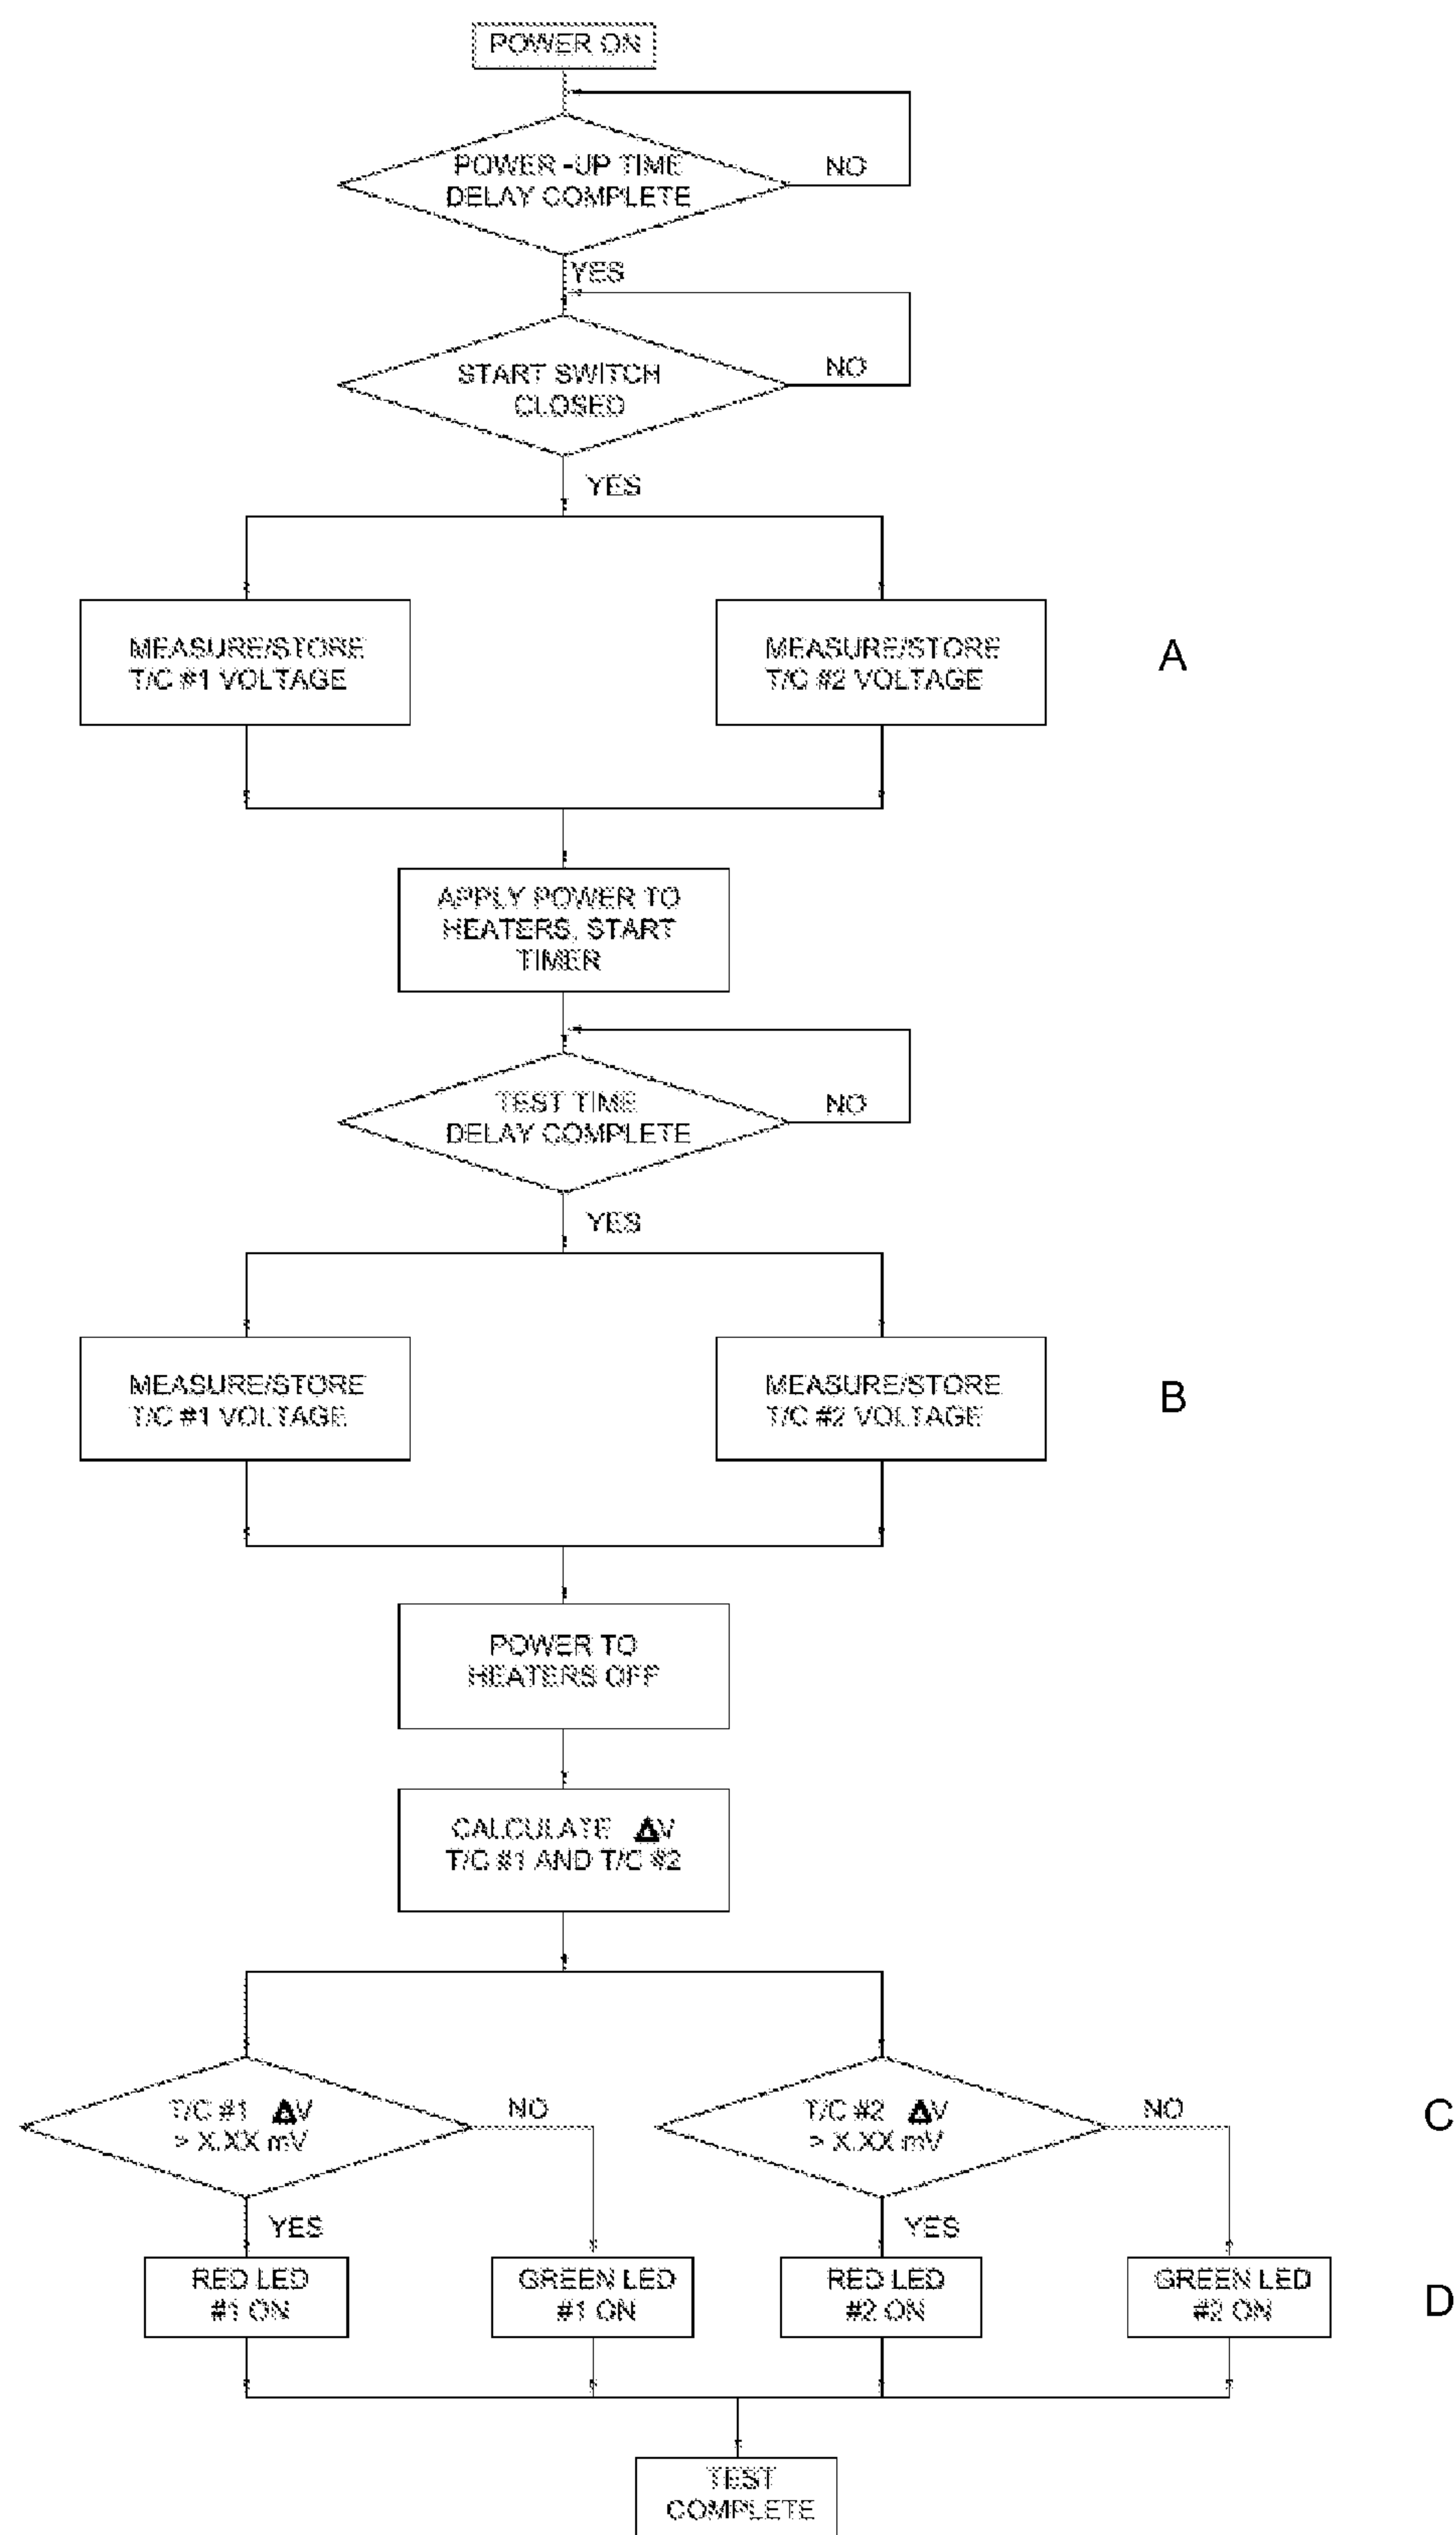 POWER ON
POWER -UP TIME
DELAY COMPLETE
NO
YES
START SWITCH
CLOSED
NO
YES
MEASURE/STORE
T/C #1 VOLTAGE
MEASURE/STORE
T/C #2 VOLTAGE
A
APPLY POWER TO
HEATERS, START
TIMER
TEST TIME
DELAY COMPLETE
NO
YES
MEASURE/STORE
T/C #1 VOLTAGE
MEASURE/STORE
T/C #2 VOLTAGE
B
POWER TO
HEATERS OFF
CALCULATE ΔV
T/C #1 AND T/C #2
T/C #1 ΔV
> X.XX mV
NO
T/C #2 ΔV
> X.XX mV
NO
C
YES
YES
RED LED
#1 ON
GREEN LED
#1 ON
RED LED
#2 ON
GREEN LED
#2 ON
D
TEST
COMPLETE